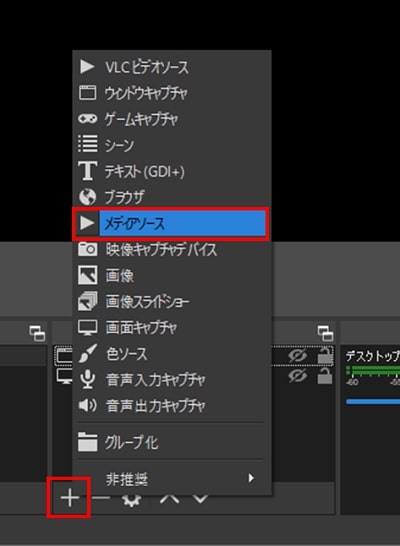 VLCビデオソース
ウィンドウキャプチャ
ゲームキャプチャ
シーン
テキスト(GDI+)
ブラウザ
メディアソース
映像キャプチャデバイス
画像
画像スライドショー
画面キャプチャ
色ソース
音声入力キャプチャ
音声出力キャプチャ
グループ化
非推奨
デスクトップ
-60 -55